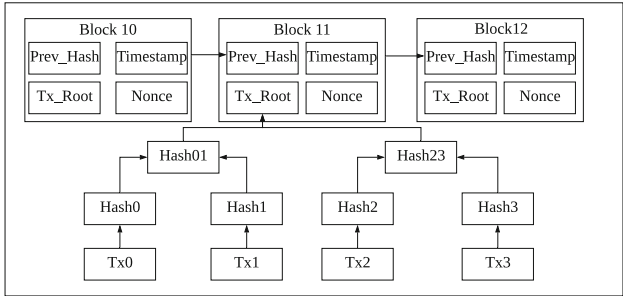 Block 10 Block 11 Block12
Prev_Hash Timestamp Prev_Hash Timestamp Prev_Hash Timestamp
Tx_Root Nonce Tx_Root Nonce Tx_Root Nonce
Hash01 Hash23
Hash0 Hash1 Hash2 Hash3
Tx0 Tx1 Tx2 Tx3